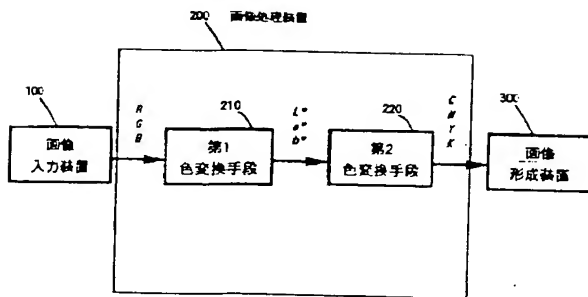 200 画像処理装置
100
画像
入力装置
R
G
B
210
第1
色変換手段
L*
a*
b*
220
第2
色変換手段
C
M
Y
K
300
画像
形成装置